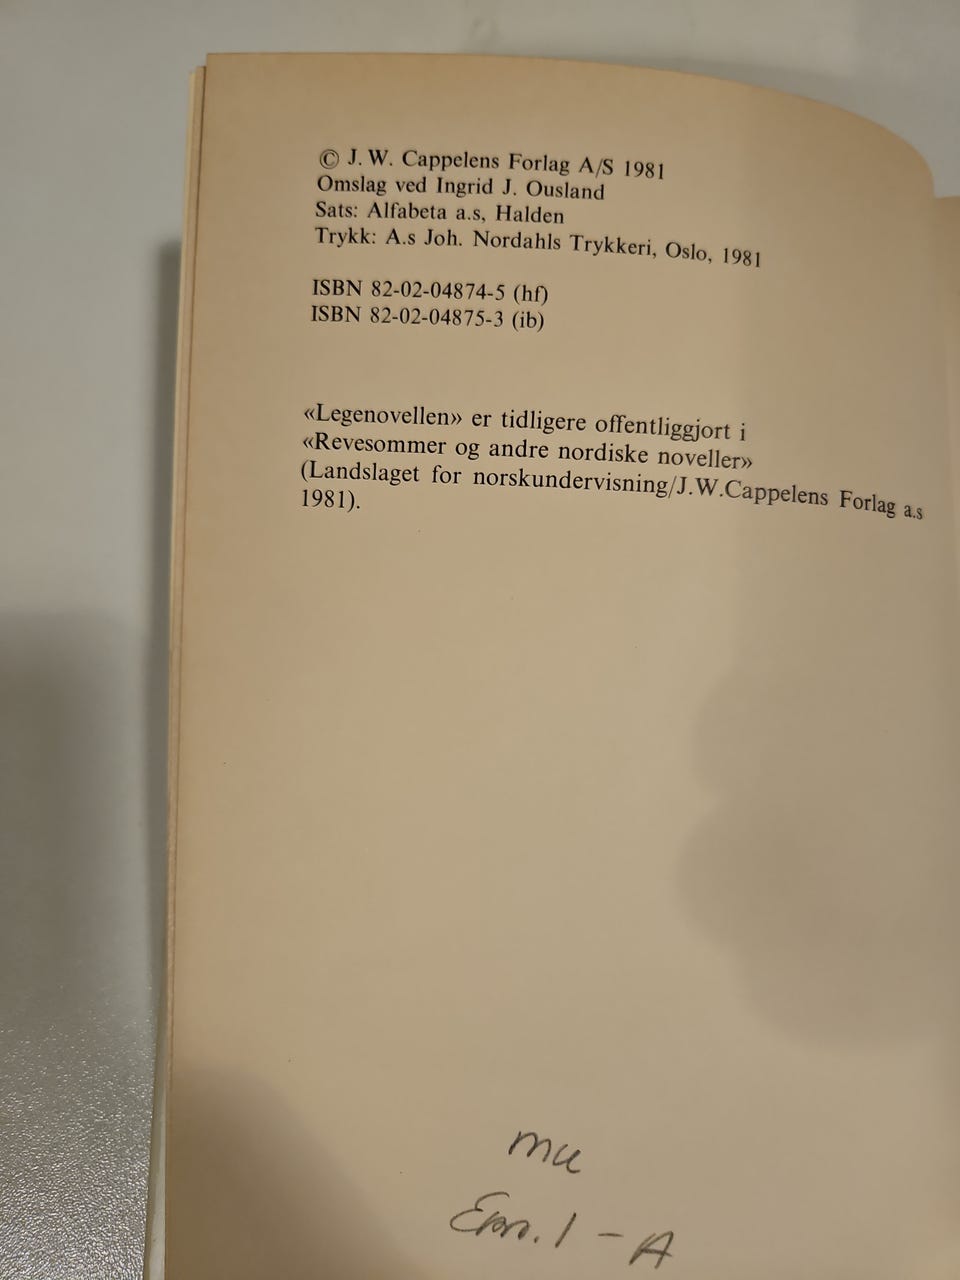 © J. W. Cappelens Forlag A/S 1981
Omslag ved Ingrid J. Ousland
Sats: Alfabeta a.s, Halden
Trykk: A.s Joh. Nordahls Trykkeri, Oslo, 1981
ISBN 82-02-04874-5 (hf)
ISBN 82-02-04875-3 (ib)
«Legenovellen» er tidligere offentliggjort i
«Revesommer og andre nordiske noveller»
(Landslaget for norskundervisning/J.W.Cappelens Forlag a.s
1981).
1 - A